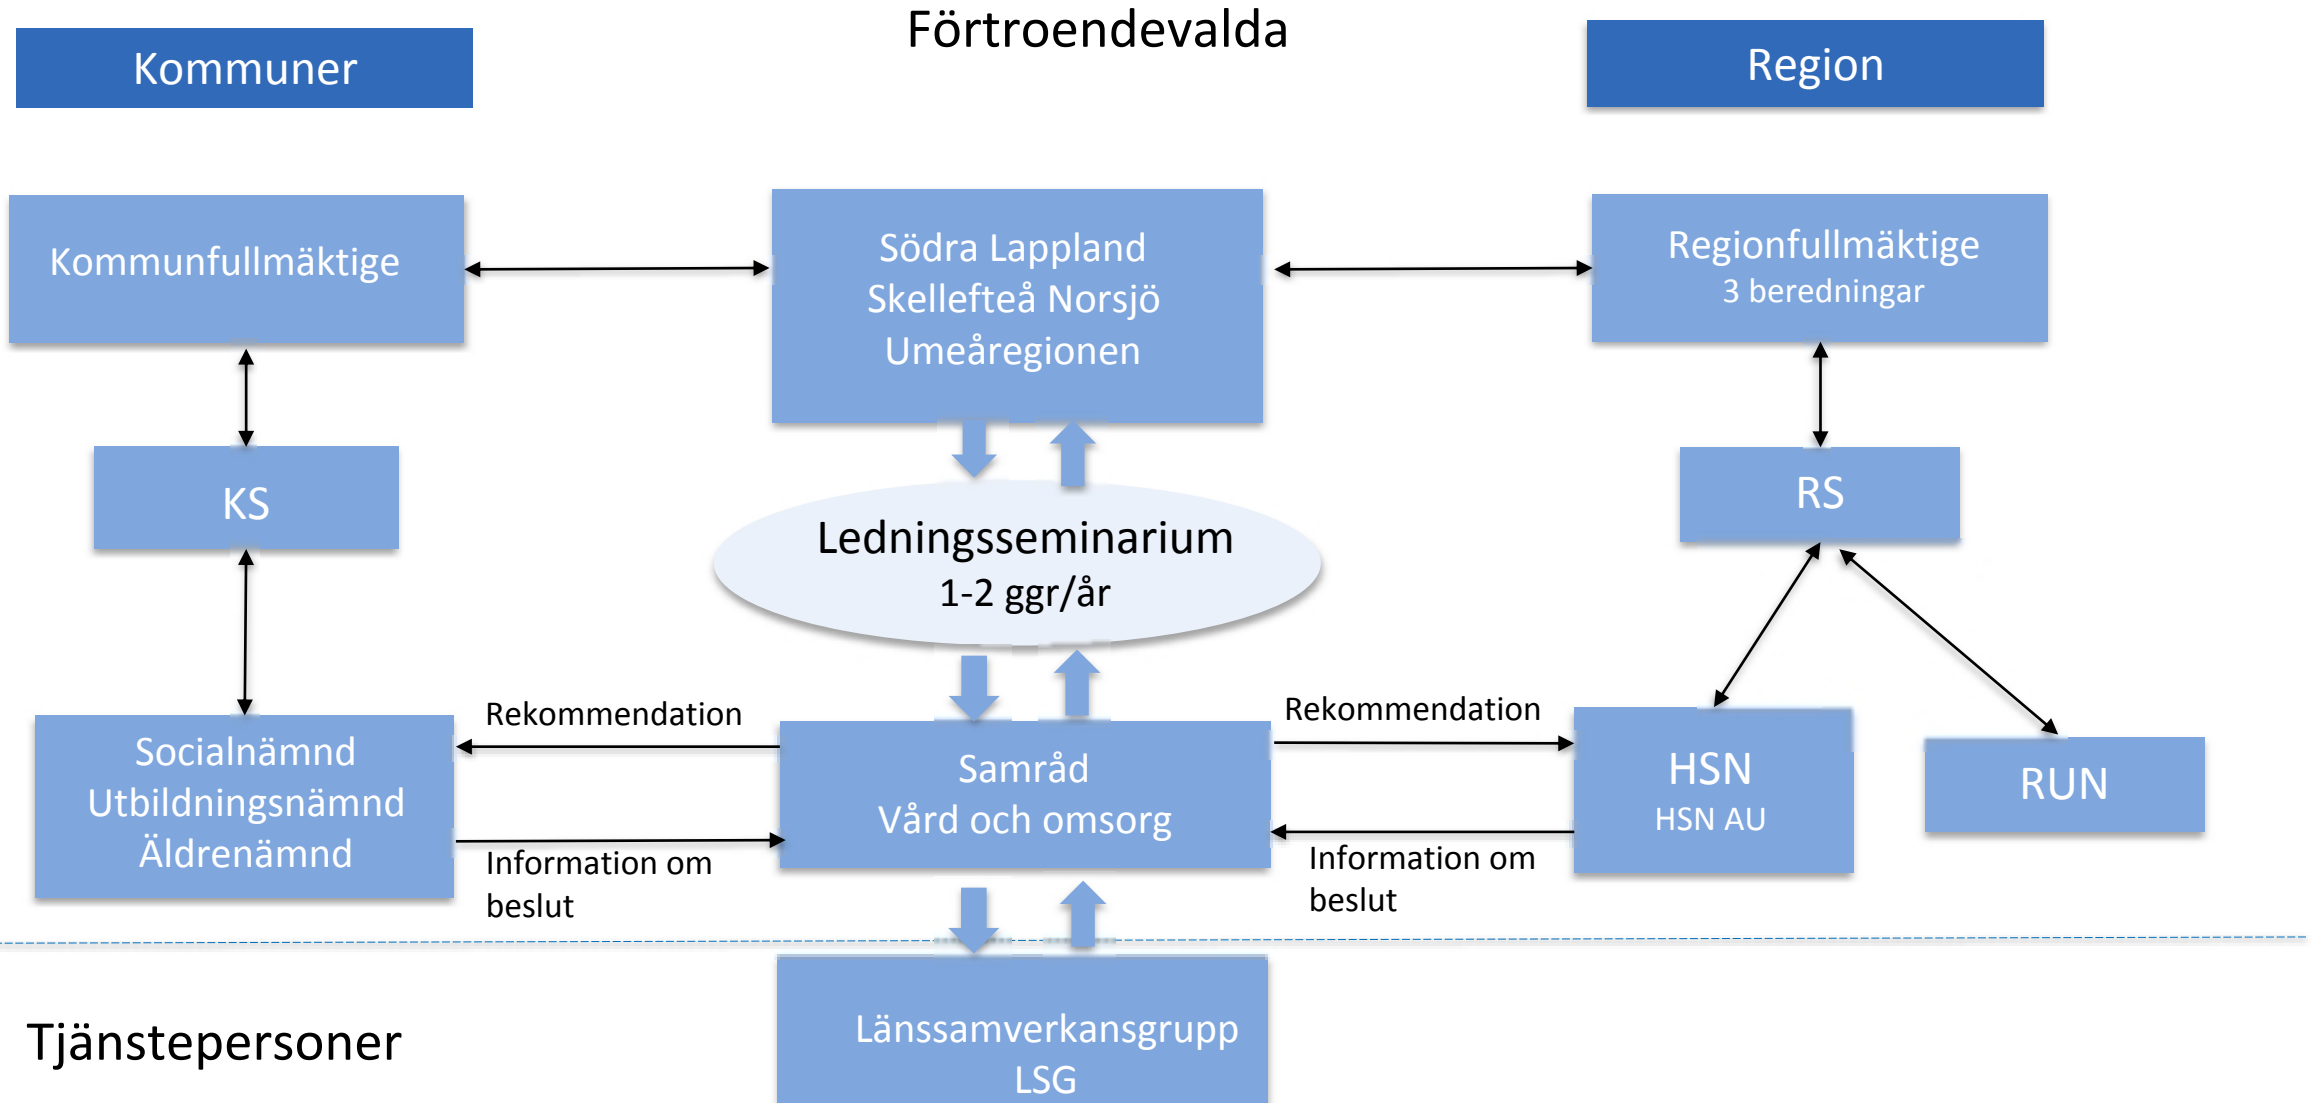 Förtroendevalda
Kommuner
Region
Kommunfullmäktige
Södra Lappland
Skellefteå Norsjö
Umeåregionen
Regionfullmäktige
3 beredningar
KS
Ledningsseminarium
1-2 ggr/år
RS
Socialnämnd
Utbildningsnämnd
Äldrenämnd
Rekommendation
Information om
beslut
Samråd
Vård och omsorg
Rekommendation
Information om
beslut
HSN
HSN AU
RUN
Tjänstepersoner
Länssamverkansgrupp
LSG